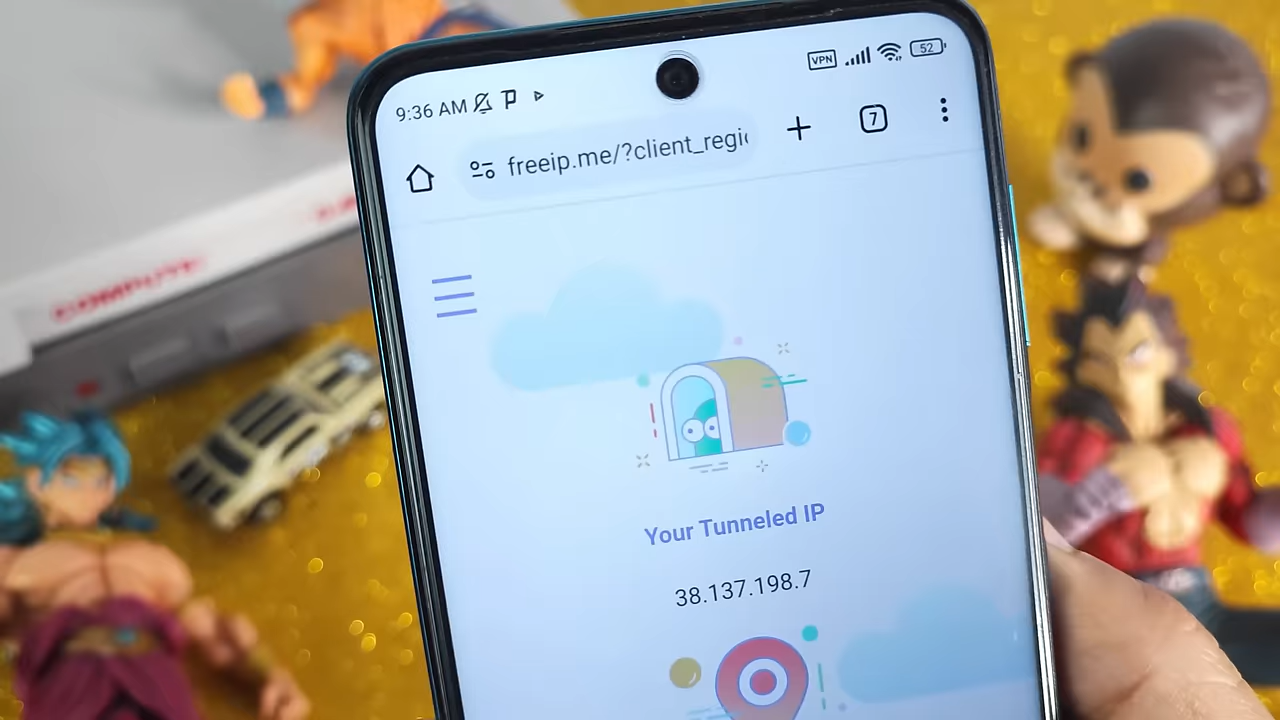 9:36 AM
VPN
52
freeip.me/?client_regi
7
Your Tunneled IP
38.137.198.7